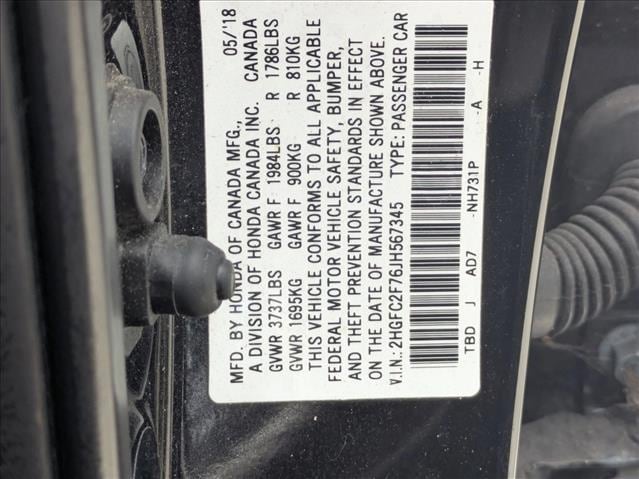 MFD. BY HONDA OF CANADA MFG., 05/'18
A DIVISION OF HONDA CANADA INC. CANADA
GVWR 3737LBS GAWR F 1984LBS R 1786LBS
GVWR 1695KG GAWR F 900KG R 810KG
THIS VEHICLE CONFORMS TO ALL APPLICABLE
FEDERAL MOTOR VEHICLE SAFETY, BUMPER,
AND THEFT PREVENTION STANDARDS IN EFFECT
ON THE DATE OF MANUFACTURE SHOWN ABOVE.
V.I.N.: 2HGFC2F76JH567345 TYPE: PASSENGER CAR
TBD J AD7 -NH731P -A -H